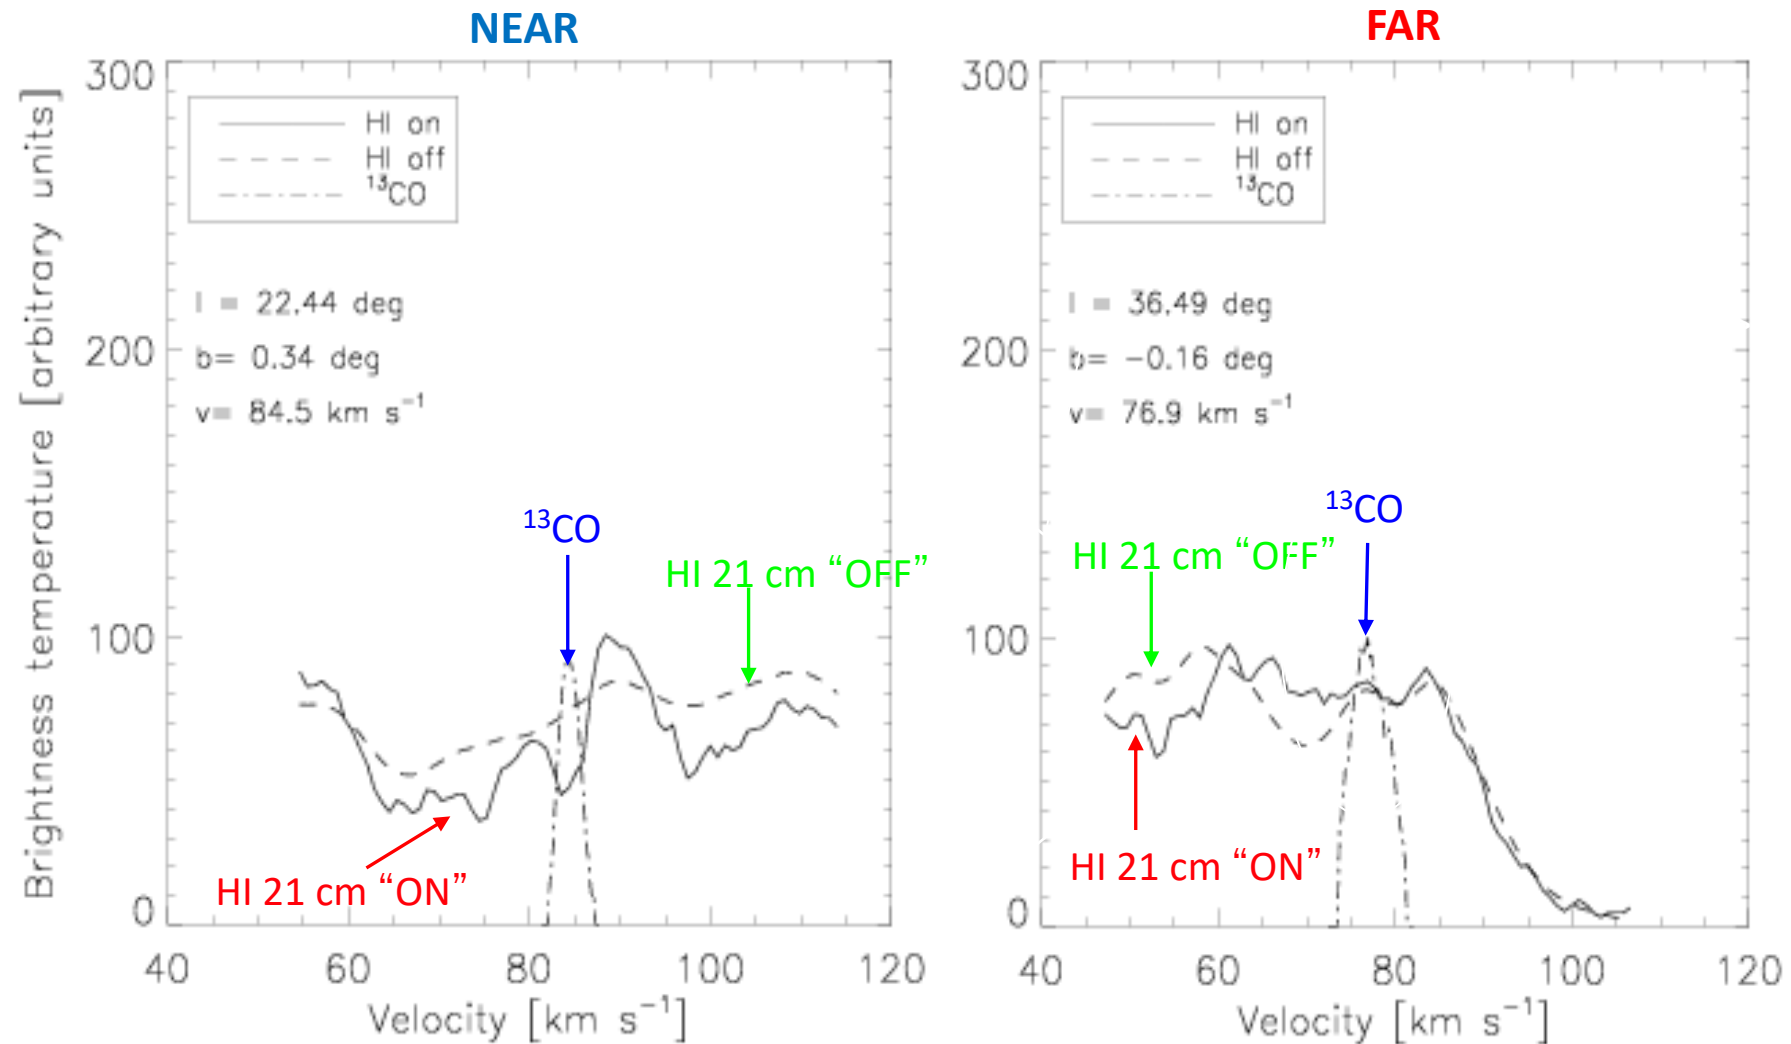 NEAR
FAR
300
200
100
0
40
60
80
100
120
Brightness temperature [arbitrary units]
Velocity [km s⁻¹]
HI on
HI off
¹³CO
l = 22.44 deg
b= 0.34 deg
v= 84.5 km s⁻¹
¹³CO
HI 21 cm “OFF”
HI 21 cm “ON”
300
200
100
0
40
60
80
100
120
Velocity [km s⁻¹]
HI on
HI off
¹³CO
l = 36.49 deg
b= −0.16 deg
v= 76.9 km s⁻¹
¹³CO
HI 21 cm “OFF”
HI 21 cm “ON”